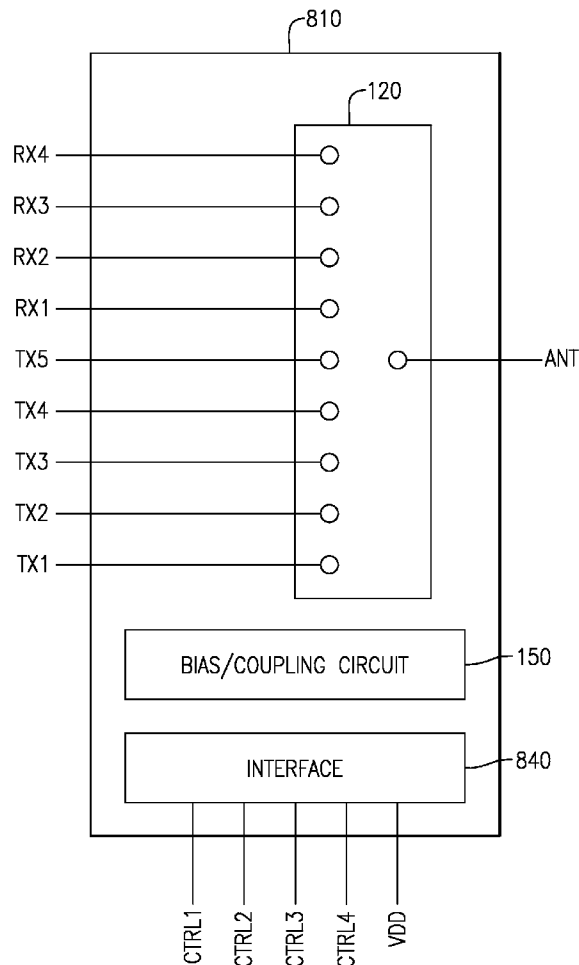 810
120
RX4
RX3
RX2
RX1
TX5
ANT
TX4
TX3
TX2
TX1
BIAS/COUPLING CIRCUIT
150
INTERFACE
840
CTRL1
CTRL2
CTRL3
CTRL4
VDD